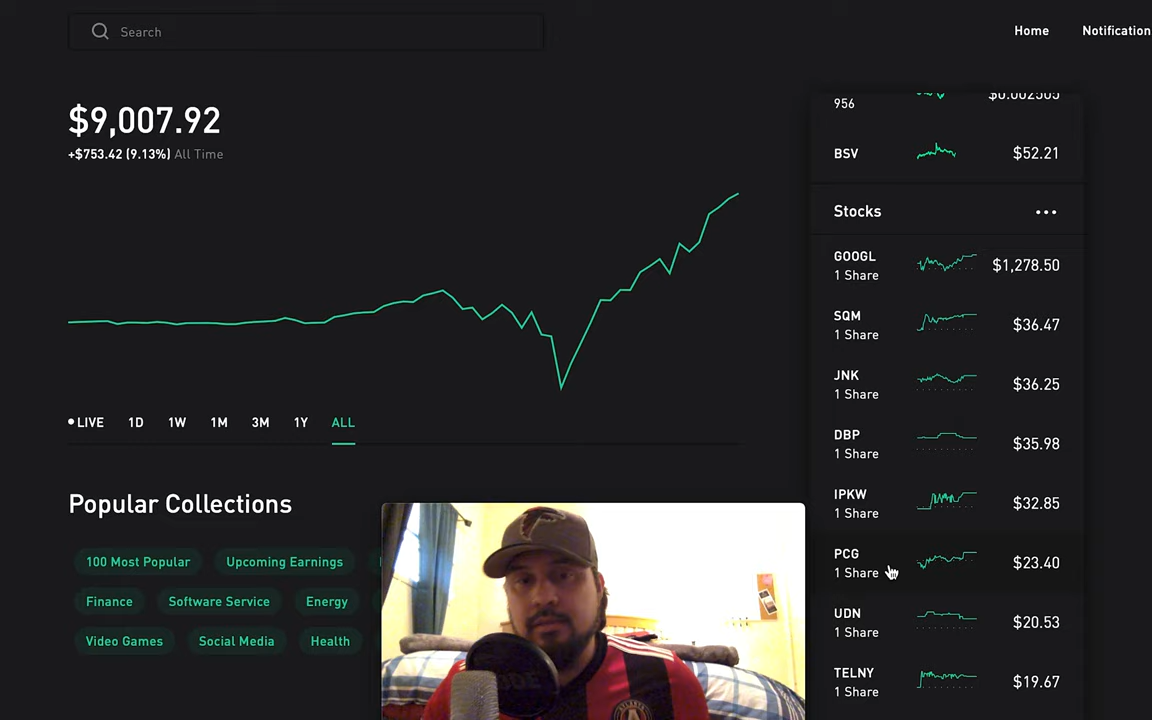 Search
Home
Notification
$9,007.92
+$753.42 (9.13%) All Time
LIVE
1D
1W
1M
3M
1Y
ALL
Popular Collections
100 Most Popular
Upcoming Earnings
Finance
Software Service
Energy
Video Games
Social Media
Health
956
$0.002505
BSV
$52.21
Stocks
GOOGL
1 Share
$1,278.50
SQM
1 Share
$36.47
JNK
1 Share
$36.25
DBP
1 Share
$35.98
IPKW
1 Share
$32.85
PCG
1 Share
$23.40
UDN
1 Share
$20.53
TELNY
1 Share
$19.67